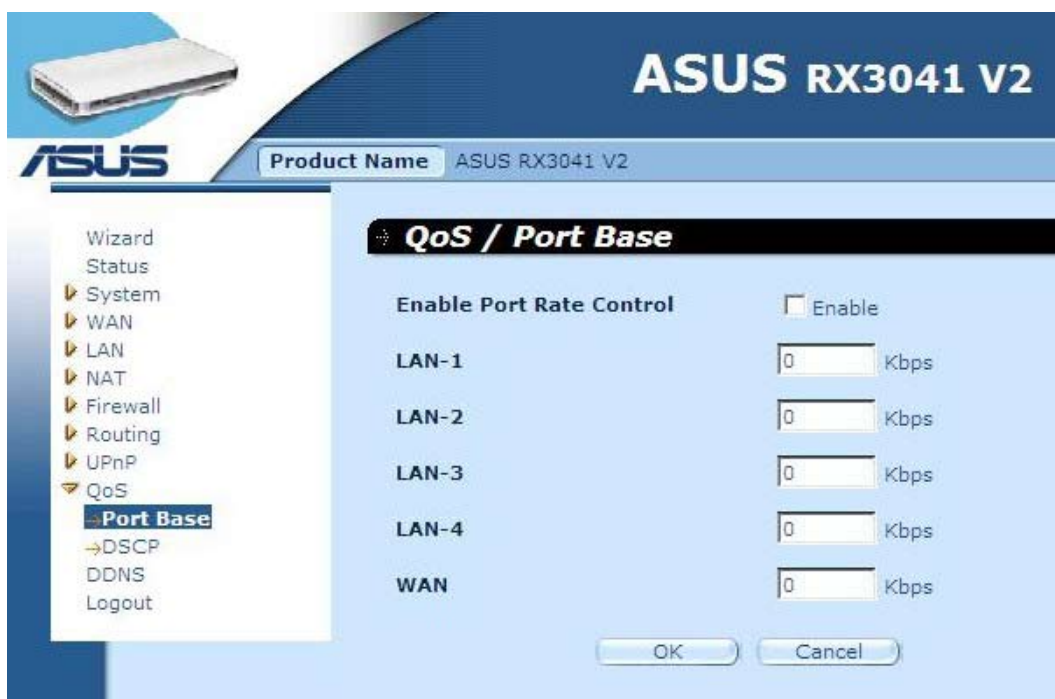 ASUS RX3041 V2
ASUS
Product Name ASUS RX3041 V2
Wizard
Status
System
WAN
LAN
NAT
Firewall
Routing
UPnP
QoS
Port Base
DSCP
DDNS
Logout
QoS / Port Base
Enable Port Rate Control Enable
LAN-1 0 Kbps
LAN-2 0 Kbps
LAN-3 0 Kbps
LAN-4 0 Kbps
WAN 0 Kbps
OK Cancel